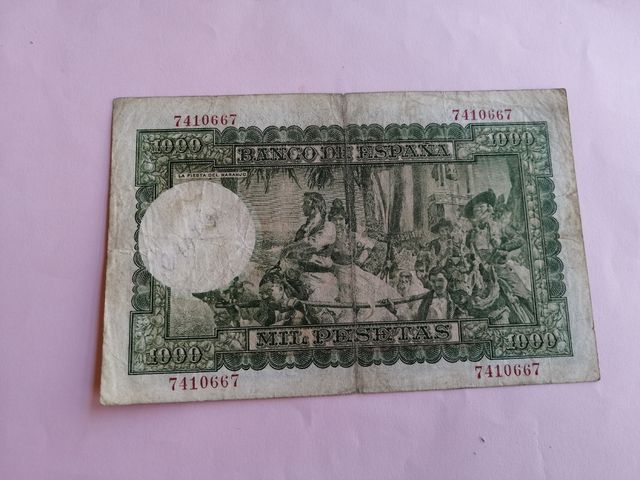 7410667 7410667
1000 BANCO DE ESPAÑA 1000
LA FIESTA DEL NARANJO
1000 MIL PESETAS 1000
7410667 7410667